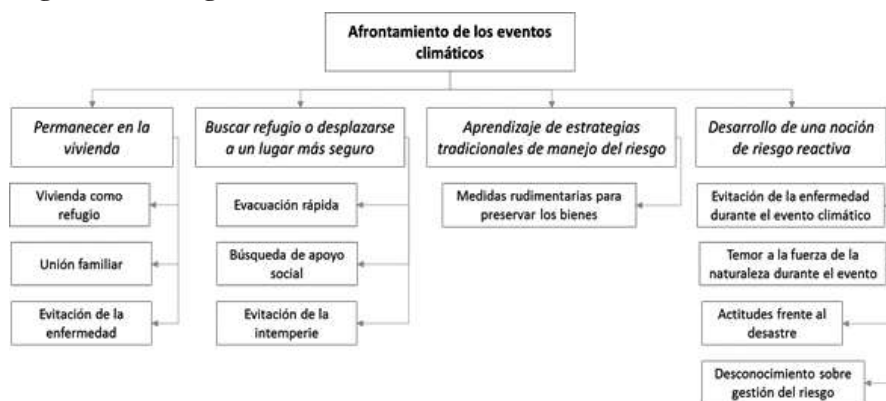 Afrontamiento de los eventos
climáticos
Permanecer en la
vivienda
Buscar refugio o desplazarse
a un lugar más seguro
Aprendizaje de estrategias
tradicionales de manejo del riesgo
Desarrollo de una noción
de riesgo reactiva
Vivienda como
refugio
Unión familiar
Evitación de la
enfermedad
Evacuación rápida
Búsqueda de apoyo
social
Evitación de la
intemperie
Medidas rudimentarias para
preservar los bienes
Evitación de la enfermedad
durante el evento climático
Temor a la fuerza de la
naturaleza durante el evento
Actitudes frente al
desastre
Desconocimiento sobre
gestión del riesgo